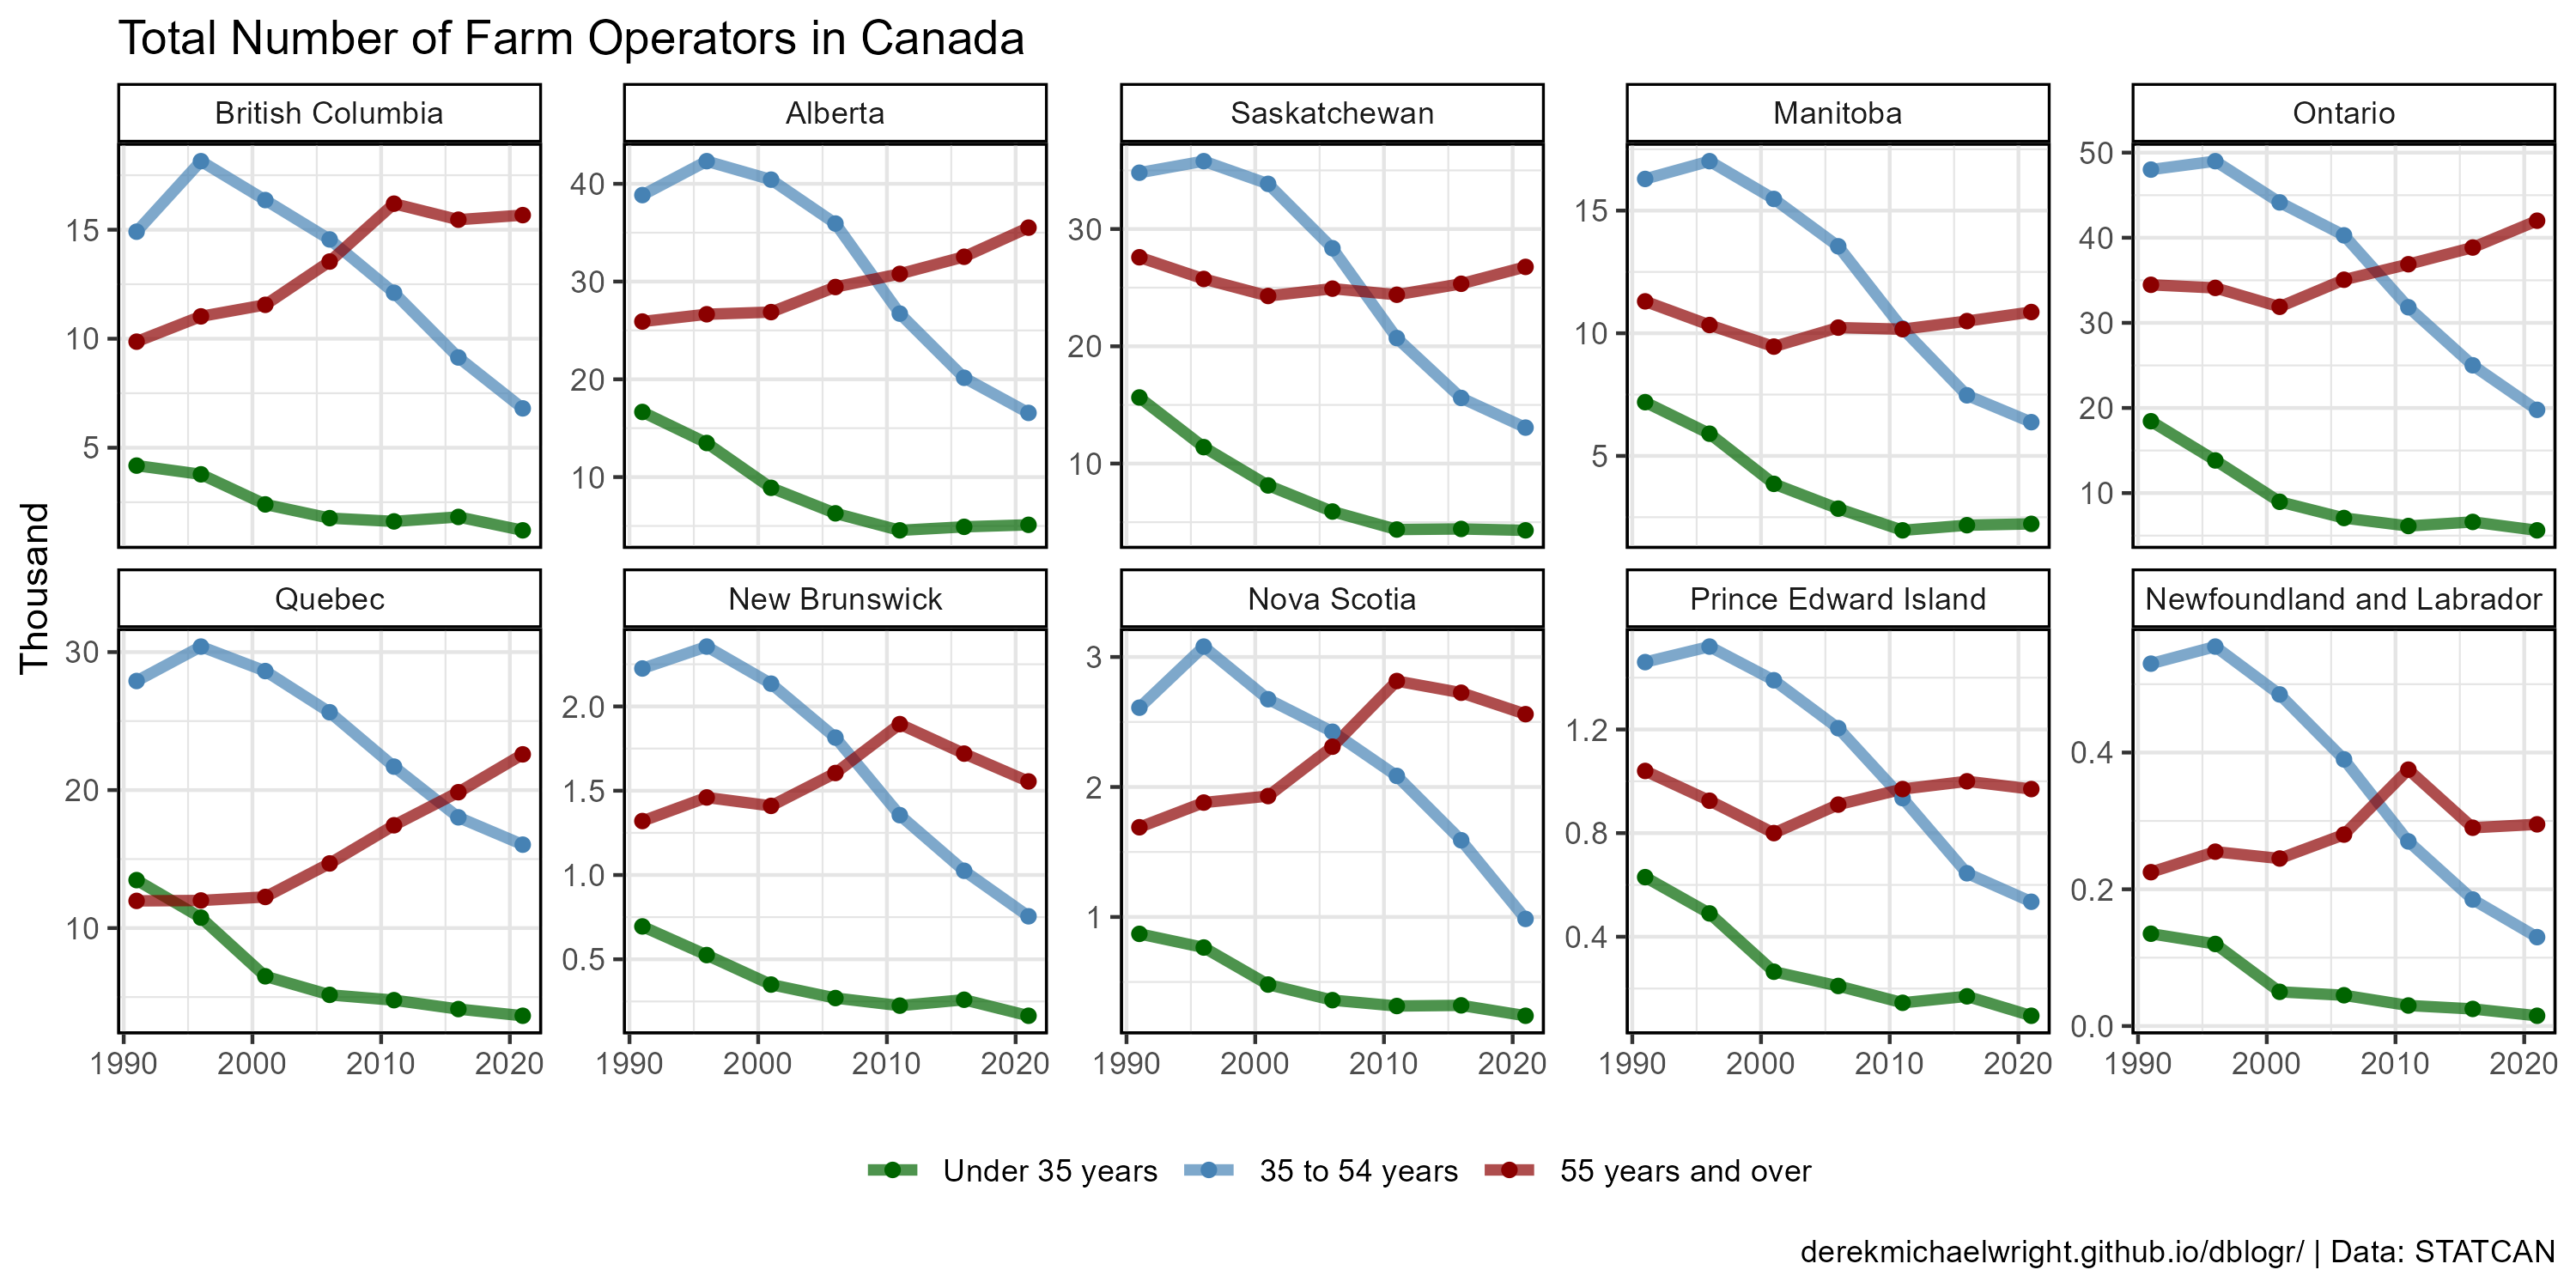 Total Number of Farm Operators in Canada
British Columbia
Alberta
Saskatchewan
Manitoba
Ontario
15
10
5
40
30
20
10
30
20
10
15
10
5
50
40
30
20
10
Thousand
Quebec
New Brunswick
Nova Scotia
Prince Edward Island
Newfoundland and Labrador
30
20
10
2.0
1.5
1.0
0.5
3
2
1
1.2
0.8
0.4
0.4
0.2
0.0
1990 2000 2010 2020
1990 2000 2010 2020
1990 2000 2010 2020
1990 2000 2010 2020
1990 2000 2010 2020
Under 35 years
35 to 54 years
55 years and over
derekmichaelwright.github.io/dblogr/ | Data: STATCAN